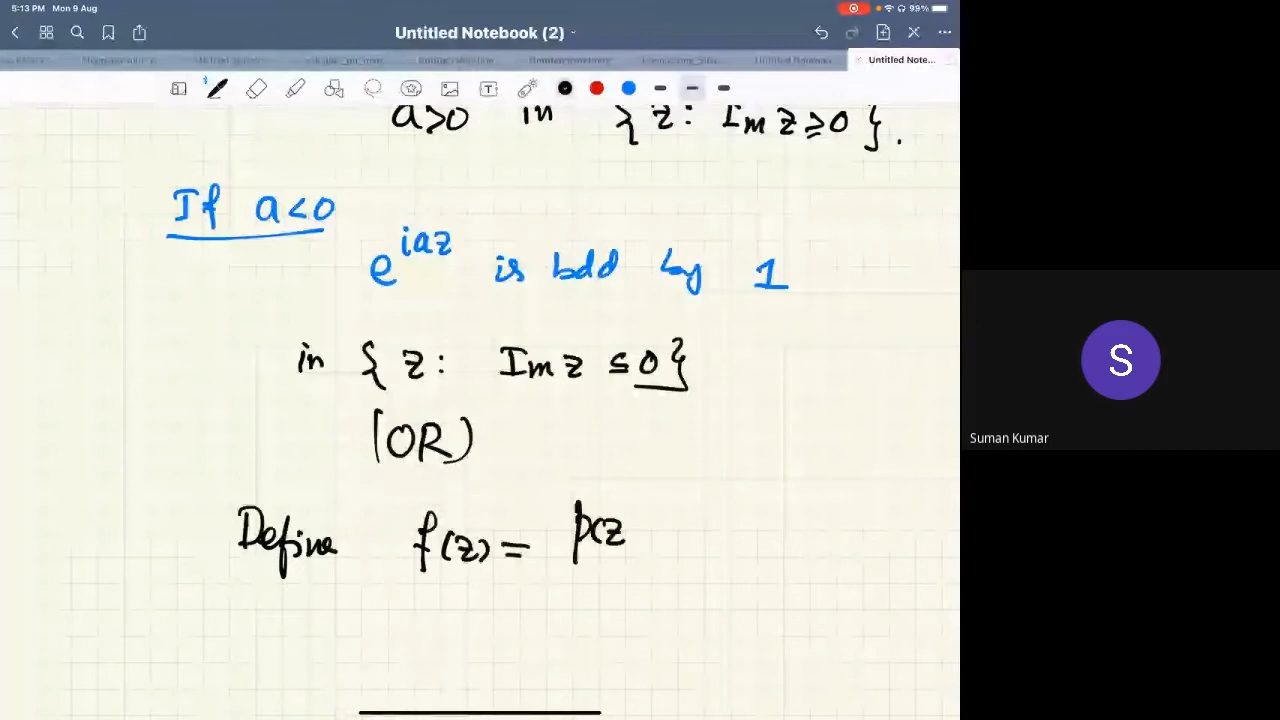 5:13 PM Mon 9 Aug
99%
Untitled Notebook (2)
Untitled Note...
a>0 in { z: Im z ≥ 0 }.
If a<0
e^{iaz} is bdd by 1
in { z: Im z ≤ 0 }
(OR)
Define f(z) = p(z
S
Suman Kumar